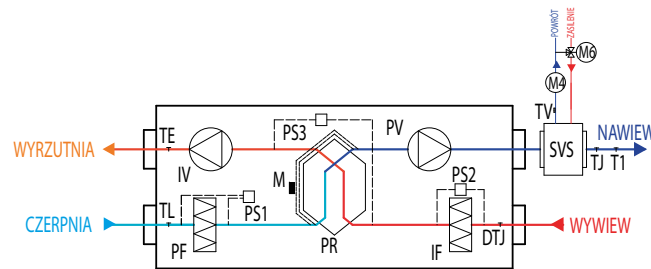 POWRÓT
ZASILENIE
M6
M4
TV
TE
PS3
PV
NAWIEW
WYRZUTNIA
SVS
IV
TJ T1
M
PS2
TL
CZERPNIA
PS1
WYWIEW
PF
PR
IF
DTJ